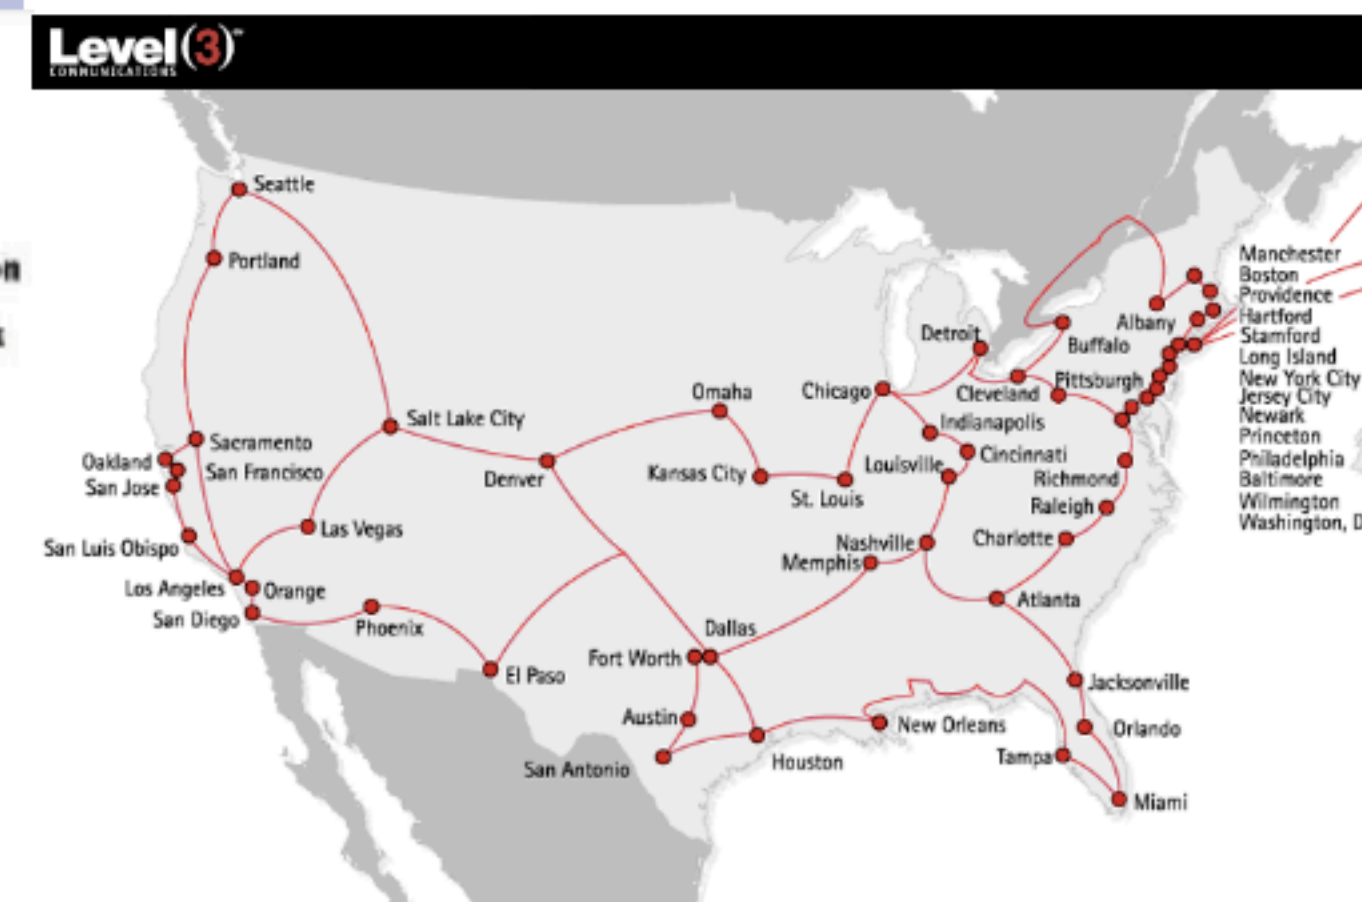 Level(3)
COMMUNICATIONS
Seattle
Portland
Manchester
Boston
Providence
Hartford
Stamford
Long Island
New York City
Jersey City
Newark
Princeton
Philadelphia
Baltimore
Wilmington
Washington, D
Albany
Buffalo
Detroit
Cleveland
Pittsburgh
Chicago
Omaha
Salt Lake City
Indianapolis
Cincinnati
Louisville
Sacramento
Oakland
San Francisco
San Jose
Denver
Kansas City
St. Louis
Richmond
Raleigh
Las Vegas
San Luis Obispo
Nashville
Memphis
Charlotte
Los Angeles
Orange
San Diego
Phoenix
Atlanta
Dallas
Fort Worth
El Paso
Jacksonville
Austin
New Orleans
Orlando
San Antonio
Houston
Tampa
Miami